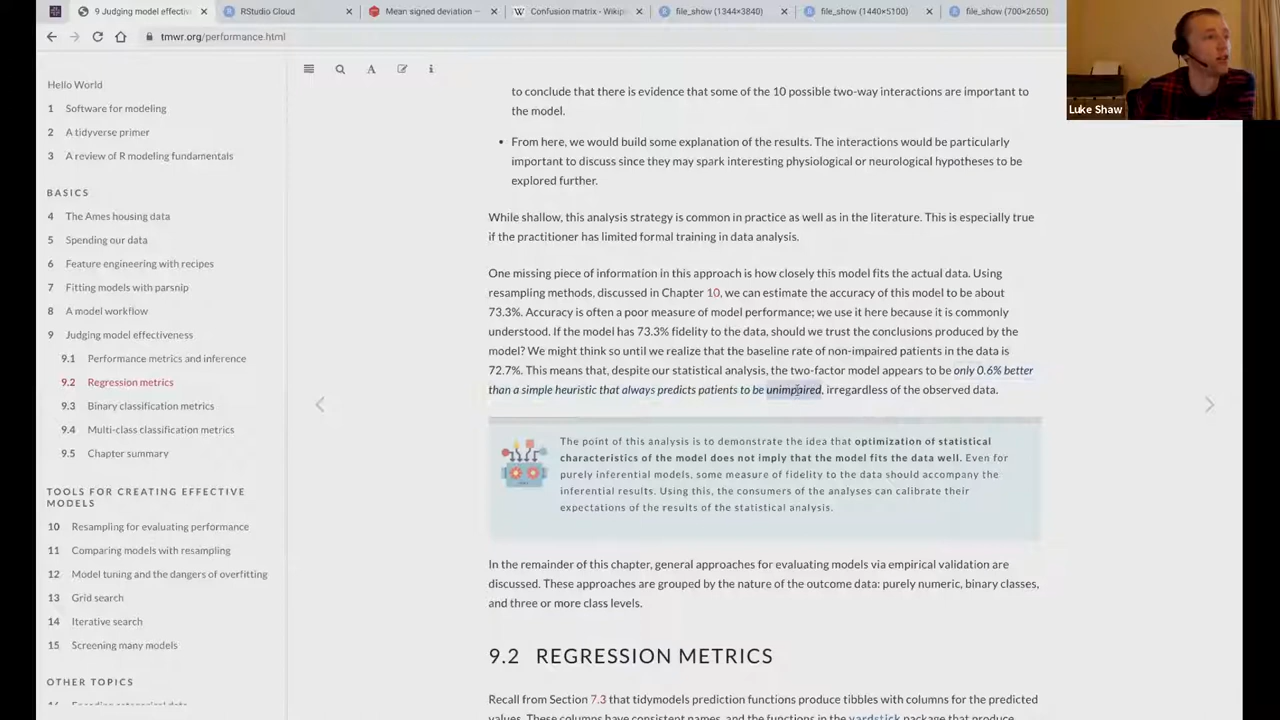 9 Judging model effectiv
RStudio Cloud
Mean signed deviation –
Confusion matrix - Wikip
file_show (1344×3840)
file_show (1440×5100)
file_show (700×2650)
tmwr.org/performance.html
Luke Shaw
Hello World
1 Software for modeling
2 A tidyverse primer
3 A review of R modeling fundamentals
BASICS
4 The Ames housing data
5 Spending our data
6 Feature engineering with recipes
7 Fitting models with parsnip
8 A model workflow
9 Judging model effectiveness
9.1 Performance metrics and inference
9.2 Regression metrics
9.3 Binary classification metrics
9.4 Multi-class classification metrics
9.5 Chapter summary
TOOLS FOR CREATING EFFECTIVE
MODELS
10 Resampling for evaluating performance
11 Comparing models with resampling
12 Model tuning and the dangers of overfitting
13 Grid search
14 Iterative search
15 Screening many models
OTHER TOPICS
to conclude that there is evidence that some of the 10 possible two-way interactions are important to
the model.
• From here, we would build some explanation of the results. The interactions would be particularly
important to discuss since they may spark interesting physiological or neurological hypotheses to be
explored further.
While shallow, this analysis strategy is common in practice as well as in the literature. This is especially true
if the practitioner has limited formal training in data analysis.
One missing piece of information in this approach is how closely this model fits the actual data. Using
resampling methods, discussed in Chapter 10, we can estimate the accuracy of this model to be about
73.3%. Accuracy is often a poor measure of model performance; we use it here because it is commonly
understood. If the model has 73.3% fidelity to the data, should we trust the conclusions produced by the
model? We might think so until we realize that the baseline rate of non-impaired patients in the data is
72.7%. This means that, despite our statistical analysis, the two-factor model appears to be only 0.6% better
than a simple heuristic that always predicts patients to be unimpaired, irregardless of the observed data.
The point of this analysis is to demonstrate the idea that optimization of statistical
characteristics of the model does not imply that the model fits the data well. Even for
purely inferential models, some measure of fidelity to the data should accompany the
inferential results. Using this, the consumers of the analyses can calibrate their
expectations of the results of the statistical analysis.
In the remainder of this chapter, general approaches for evaluating models via empirical validation are
discussed. These approaches are grouped by the nature of the outcome data: purely numeric, binary classes,
and three or more class levels.
9.2 REGRESSION METRICS
Recall from Section 7.3 that tidymodels prediction functions produce tibbles with columns for the predicted
values. These columns have consistent names, and the functions in the yardstick package that produce